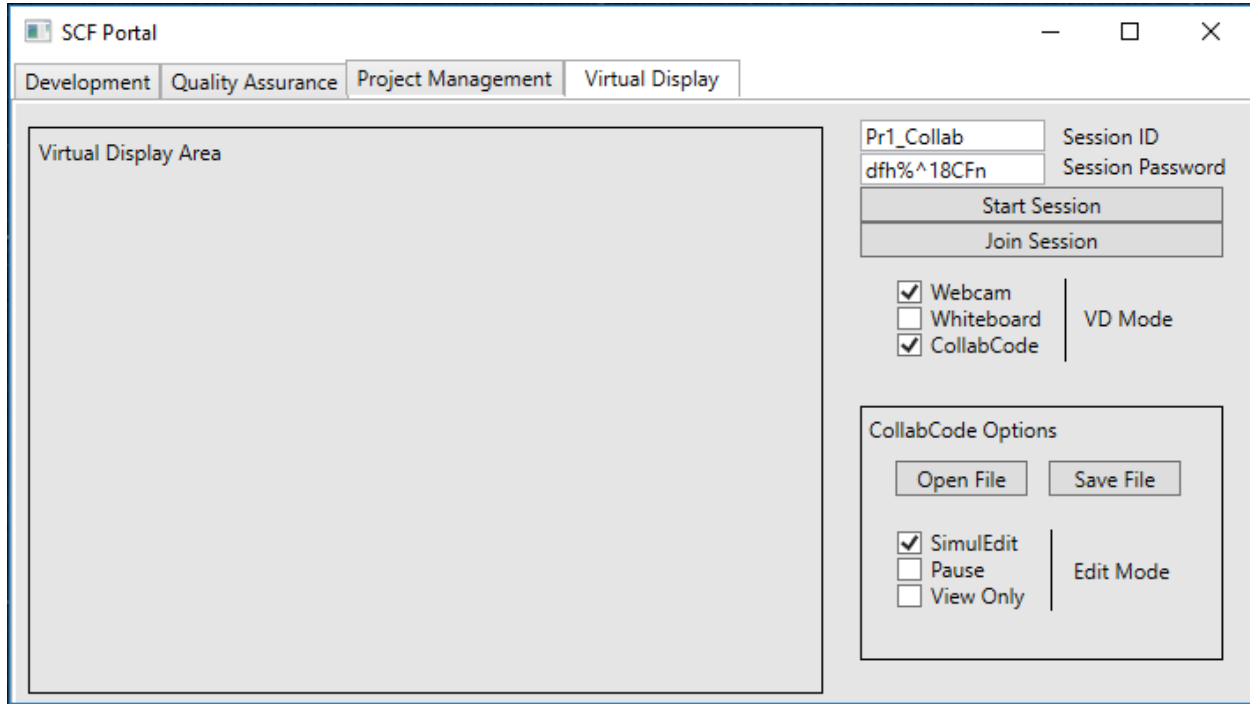 SCF Portal
Development Quality Assurance Project Management Virtual Display
Virtual Display Area
Pr1_Collab Session ID
dfh%^18CFn Session Password
Start Session
Join Session
Webcam
Whiteboard VD Mode
CollabCode
CollabCode Options
Open File Save File
SimulEdit
Pause Edit Mode
View Only